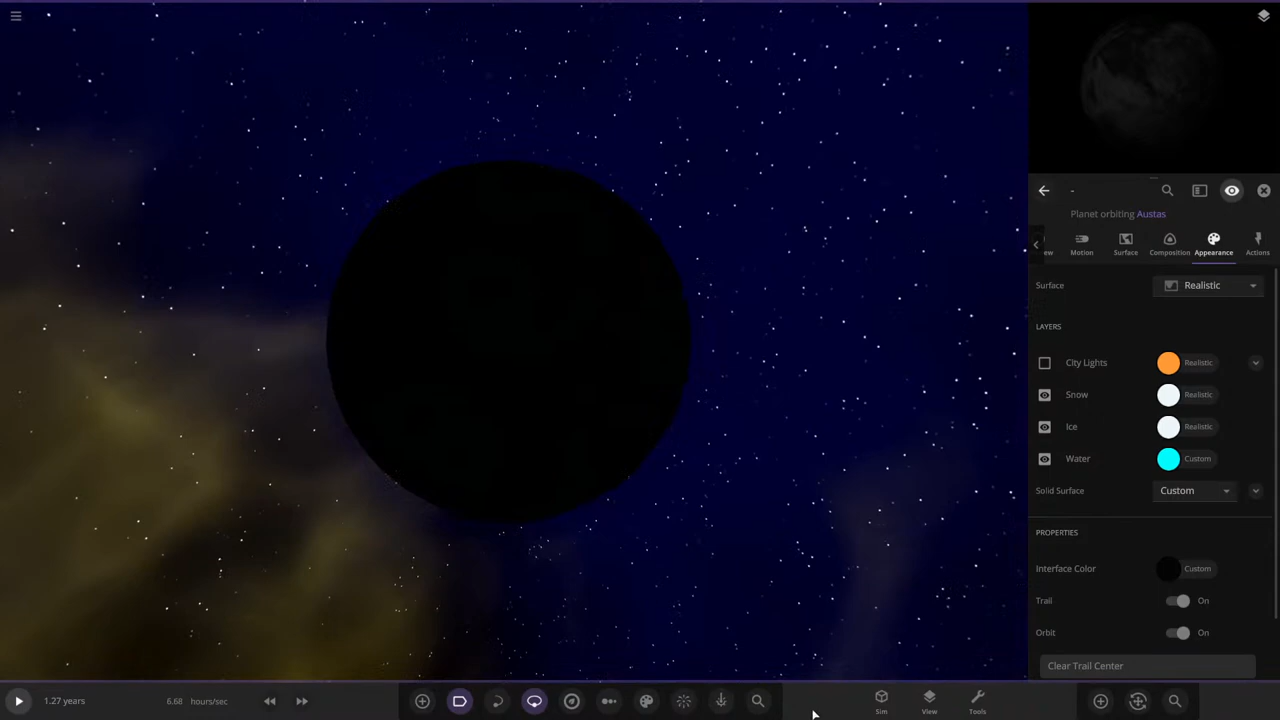 -
Planet orbiting Austas
ew
Motion
Surface
Composition
Appearance
Actions
Surface
Realistic
LAYERS
City Lights
Realistic
Snow
Realistic
Ice
Realistic
Water
Custom
Solid Surface
Custom
PROPERTIES
Interface Color
Custom
Trail
On
Orbit
On
Clear Trail Center
1.27 years
6.68 hours/sec
Sim
View
Tools